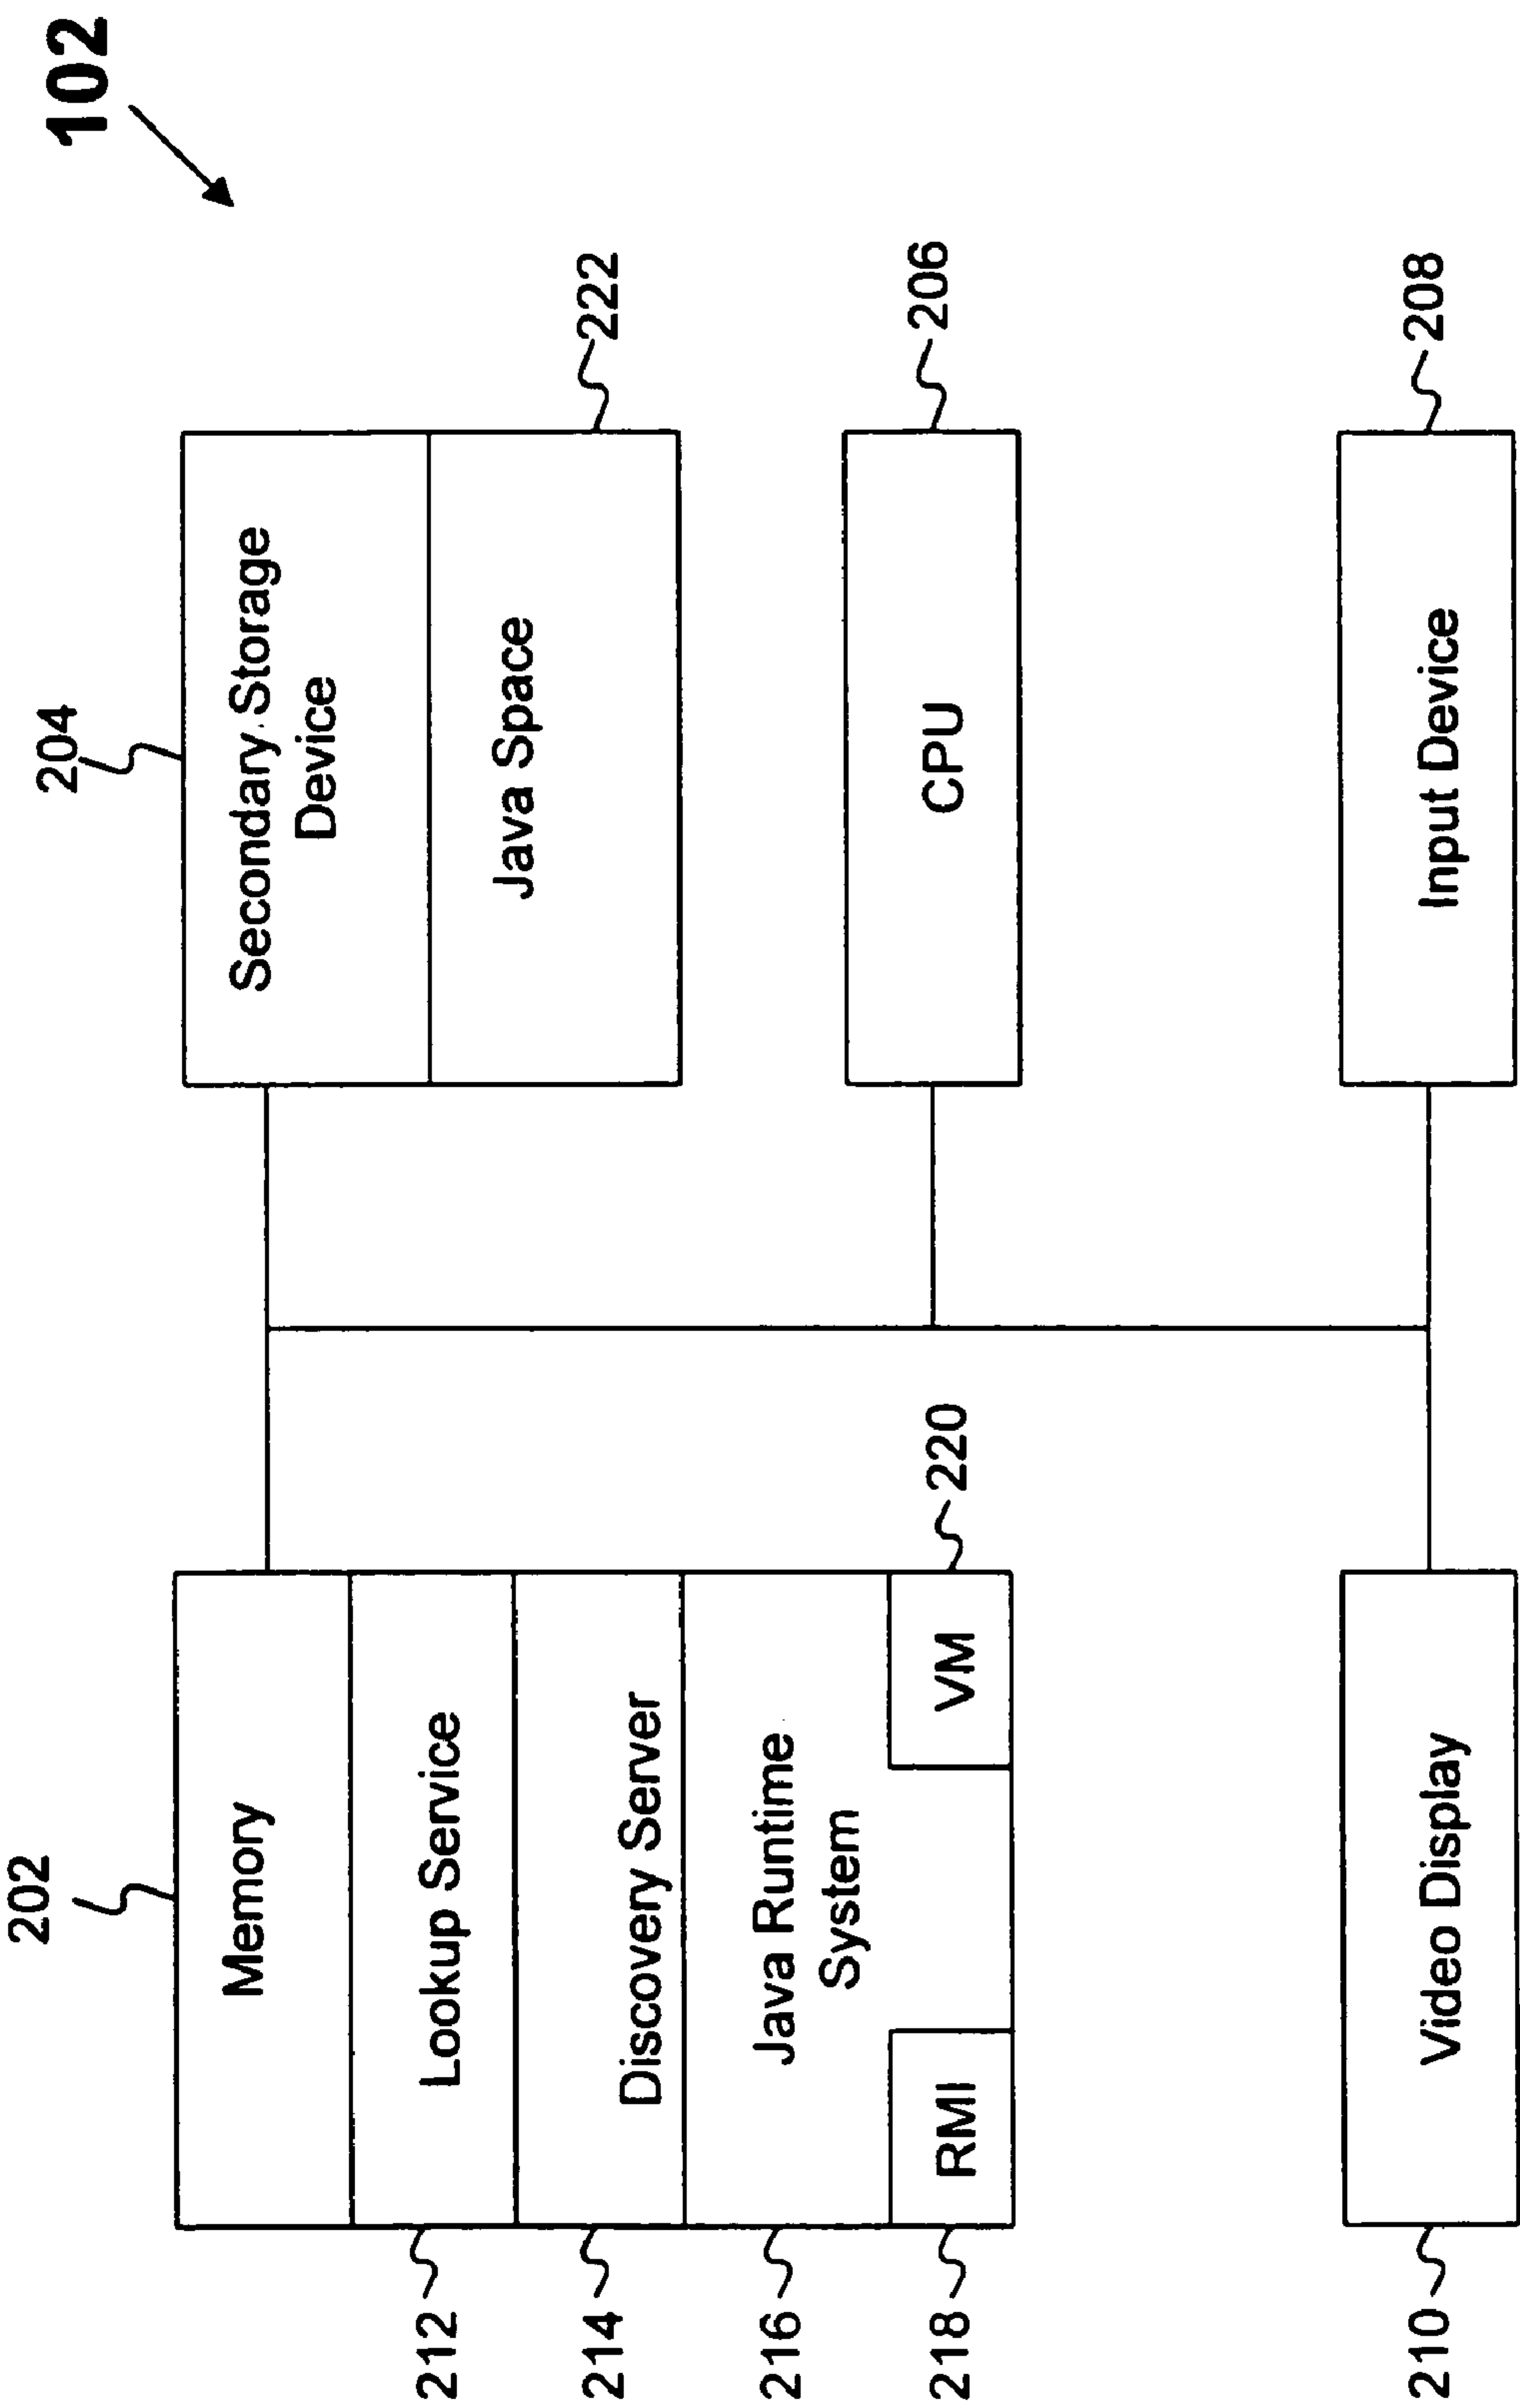 102
202
Memory
Lookup Service
Discovery Server
Java Runtime
System
RMI
VM
212
214
216
218
220
204
Secondary Storage
Device
Java Space
222
CPU
206
Video Display
210
Input Device
208